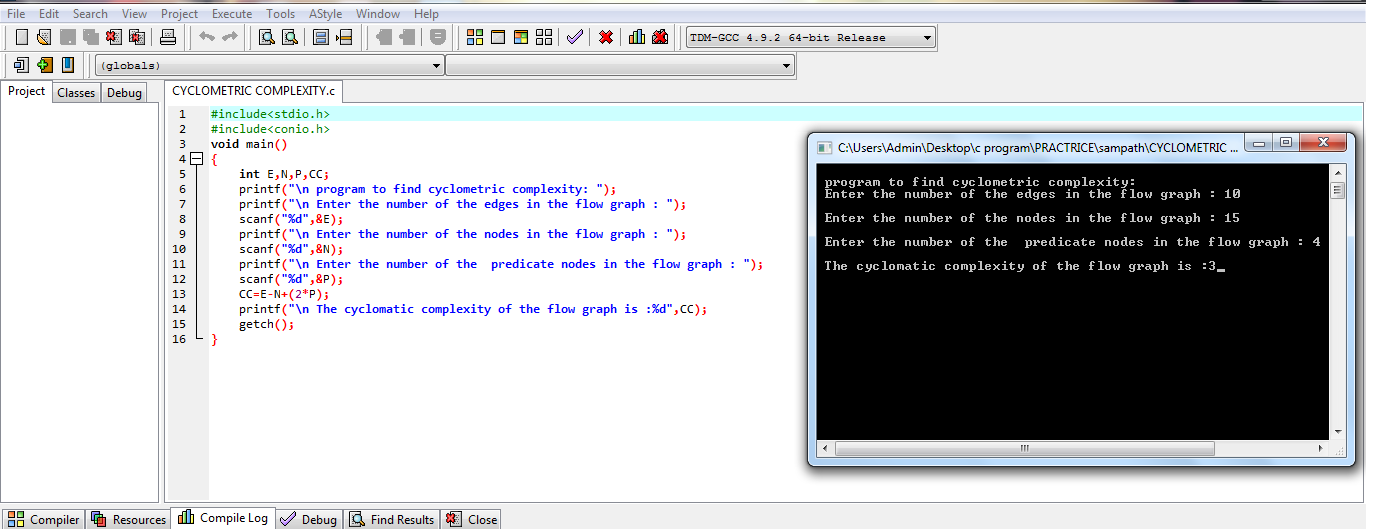 File Edit Search View Project Execute Tools AStyle Window Help
TDM-GCC 4.9.2 64-bit Release
(globals)
Project Classes Debug
CYCLOMETRIC COMPLEXITY.c
1 #include<stdio.h>
2 #include<conio.h>
3 void main()
4 {
5 int E,N,P,CC;
6 printf("\n program to find cyclometric complexity: ");
7 printf("\n Enter the number of the edges in the flow graph : ");
8 scanf("%d",&E);
9 printf("\n Enter the number of the nodes in the flow graph : ");
10 scanf("%d",&N);
11 printf("\n Enter the number of the  predicate nodes in the flow graph : ");
12 scanf("%d",&P);
13 CC=E-N+(2*P);
14 printf("\n The cyclomatic complexity of the flow graph is :%d",CC);
15 getch();
16 }
C:\Users\Admin\Desktop\c program\PRACTRICE\sampath\CYCLOMETRIC ...
program to find cyclometric complexity:
Enter the number of the edges in the flow graph : 10
Enter the number of the nodes in the flow graph : 15
Enter the number of the  predicate nodes in the flow graph : 4
The cyclomatic complexity of the flow graph is :3_
Compiler Resources Compile Log Debug Find Results Close